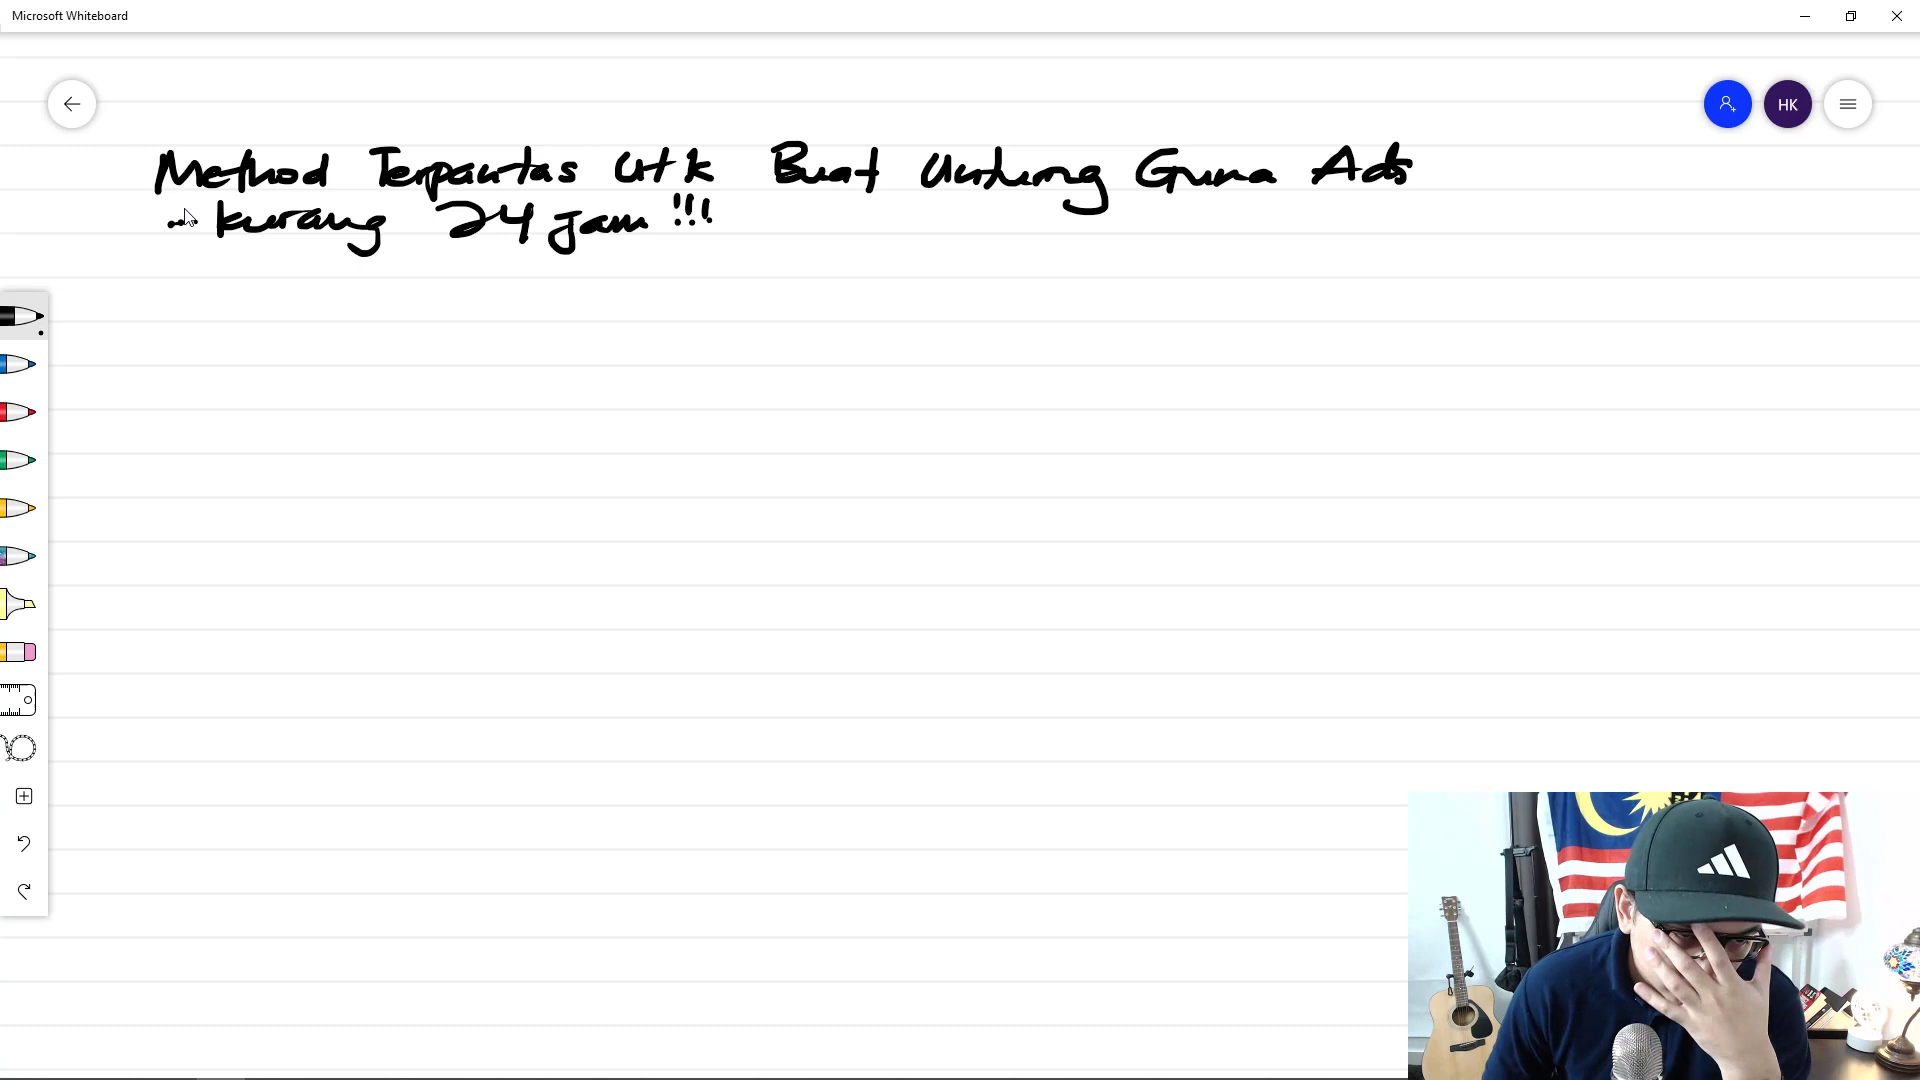 Microsoft Whiteboard
HK
Method Terpantas Utk Buat Untung Guna Ads
... kurang 24 jam !!!